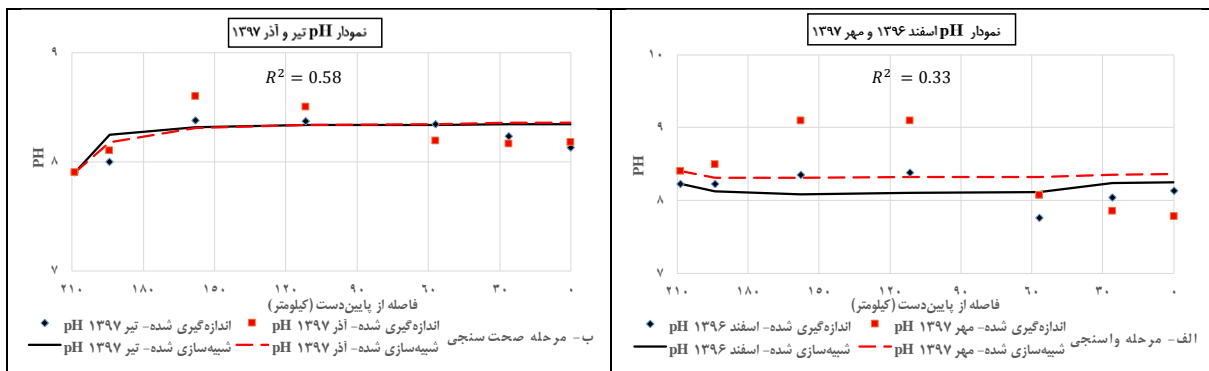 نمودار pH اسفند ۱۳۹۶ و مهر ۱۳۹۷
R² = 0.33
۱۰
۹
۸
۷
PH
۲۱۰ ۱۸۰ ۱۵۰ ۱۲۰ ۹۰ ۶۰ ۳۰ ۰
فاصله از پایین‌دست (کیلومتر)
اندازه‌گیری شده- مهر ۱۳۹۷ pH
اندازه‌گیری شده- اسفند ۱۳۹۶ pH
شبیه‌سازی شده- مهر ۱۳۹۷ pH
شبیه‌سازی شده- اسفند ۱۳۹۶ pH
الف- مرحله واسنجی
نمودار pH تیر و آذر ۱۳۹۷
R² = 0.58
۹
۸
۷
PH
۲۱۰ ۱۸۰ ۱۵۰ ۱۲۰ ۹۰ ۶۰ ۳۰ ۰
فاصله از پایین‌دست (کیلومتر)
اندازه‌گیری شده- آذر ۱۳۹۷ pH
اندازه‌گیری شده- تیر ۱۳۹۷ pH
شبیه‌سازی شده- آذر ۱۳۹۷ pH
شبیه‌سازی شده- تیر ۱۳۹۷ pH
ب- مرحله صحت سنجی